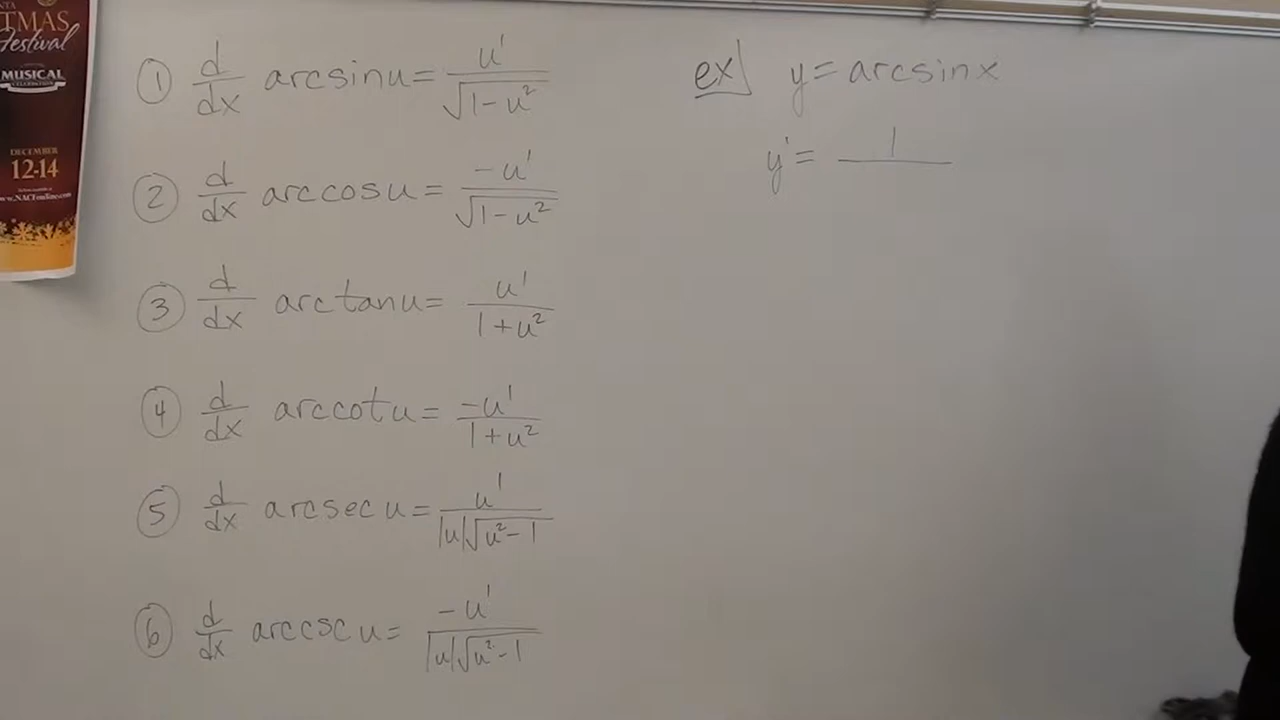 TMAS
Festival
MUSICAL
DECEMBER
12-14
① d/dx arcsin u = u'/√(1-u²)
② d/dx arccos u = -u'/√(1-u²)
③ d/dx arctan u = u'/(1+u²)
④ d/dx arccot u = -u'/(1+u²)
⑤ d/dx arcsec u = u'/(|u|√(u²-1))
⑥ d/dx arccsc u = -u'/(|u|√(u²-1))
ex] y = arcsin x
y' = 1/